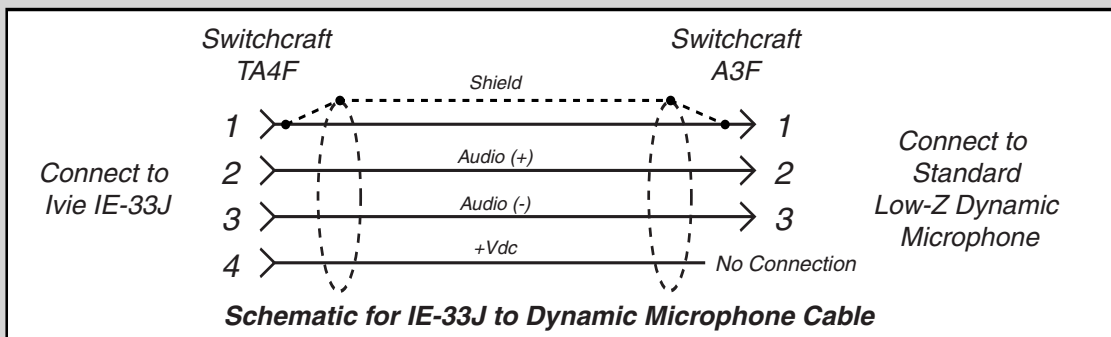 Switchcraft
TA4F
Switchcraft
A3F
Shield
1
1
Connect to
Ivie IE-33J
2
Audio (+)
2
3
Audio (-)
3
4
+Vdc
No Connection
Connect to
Standard
Low-Z Dynamic
Microphone
Schematic for IE-33J to Dynamic Microphone Cable